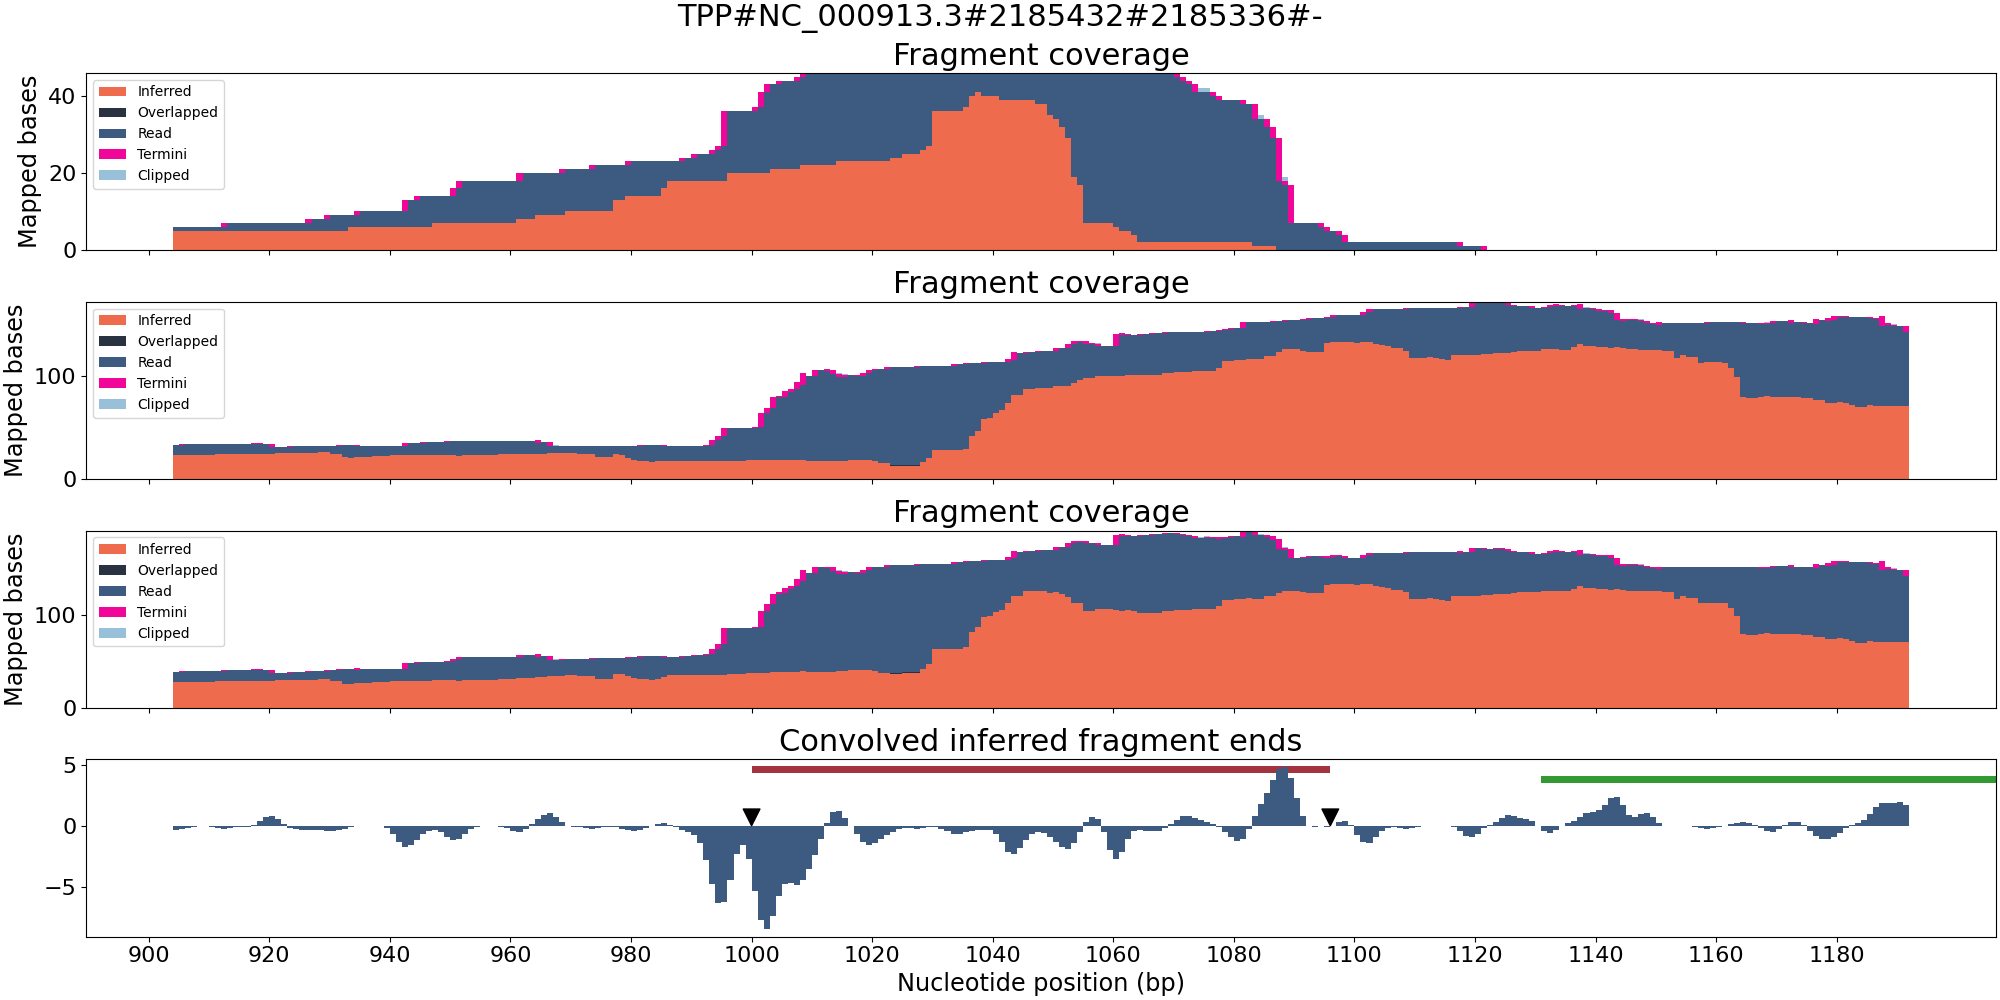 TPP#NC_000913.3#2185432#2185336#-
Fragment coverage
Mapped bases
40
20
0
Inferred
Overlapped
Read
Termini
Clipped
Fragment coverage
Mapped bases
100
0
Inferred
Overlapped
Read
Termini
Clipped
Fragment coverage
Mapped bases
100
0
Inferred
Overlapped
Read
Termini
Clipped
Convolved inferred fragment ends
5
0
−5
900 920 940 960 980 1000 1020 1040 1060 1080 1100 1120 1140 1160 1180
Nucleotide position (bp)